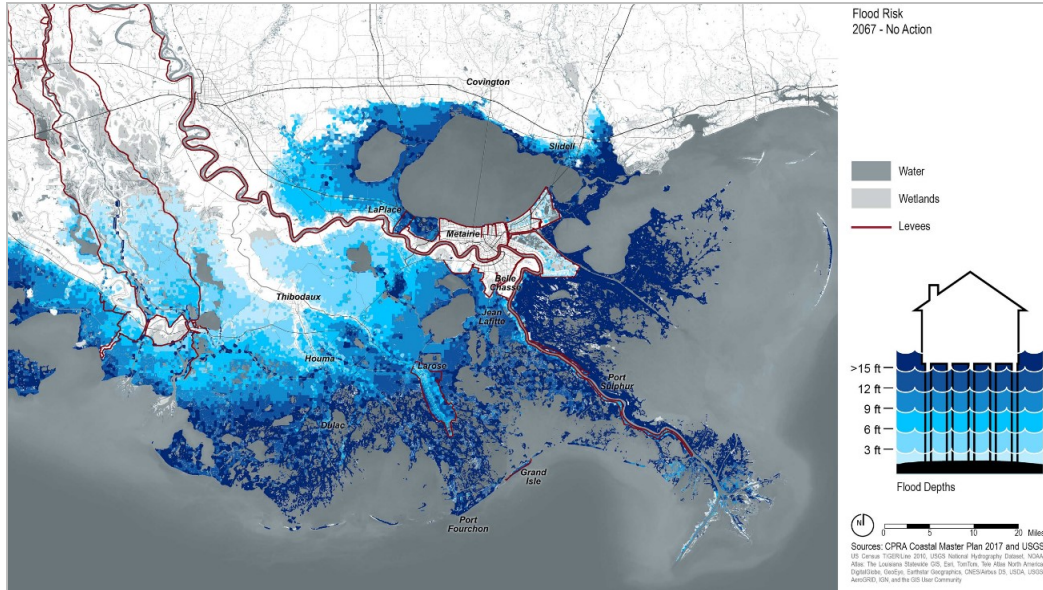 Flood Risk
2067 - No Action
Covington
Slidell
LaPlace
Metairie
Belle
Chasse
Thibodaux
Jean
Lafitte
Houma
Larose
Port
Sulphur
Dulac
Grand
Isle
Port
Fourchon
Water
Wetlands
Levees
>15 ft
12 ft
9 ft
6 ft
3 ft
Flood Depths
N
0 5 10 20 Miles
Sources: CPRA Coastal Master Plan 2017 and USGS
US Census TIGER/Line 2010, USGS National Hydrography Dataset, NOAA
Atlas: The Louisiana Statewide GIS, Esri, TomTom, Tele Atlas North America
DigitalGlobe, GeoEye, Earthstar Geographics, CNES/Airbus DS, USDA, USGS
AeroGRID, IGN, and the GIS User Community